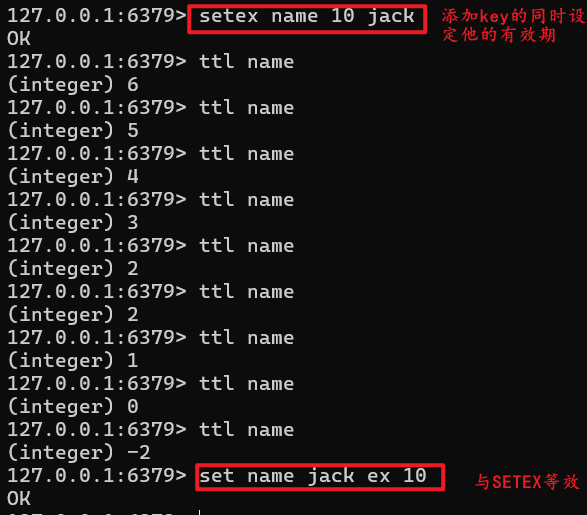 127.0.0.1:6379> setex name 10 jack 添加key的同时设
OK 定他的有效期
127.0.0.1:6379> ttl name
(integer) 6
127.0.0.1:6379> ttl name
(integer) 5
127.0.0.1:6379> ttl name
(integer) 4
127.0.0.1:6379> ttl name
(integer) 3
127.0.0.1:6379> ttl name
(integer) 2
127.0.0.1:6379> ttl name
(integer) 2
127.0.0.1:6379> ttl name
(integer) 1
127.0.0.1:6379> ttl name
(integer) 0
127.0.0.1:6379> ttl name
(integer) -2
127.0.0.1:6379> set name jack ex 10 与SETEX等效
OK